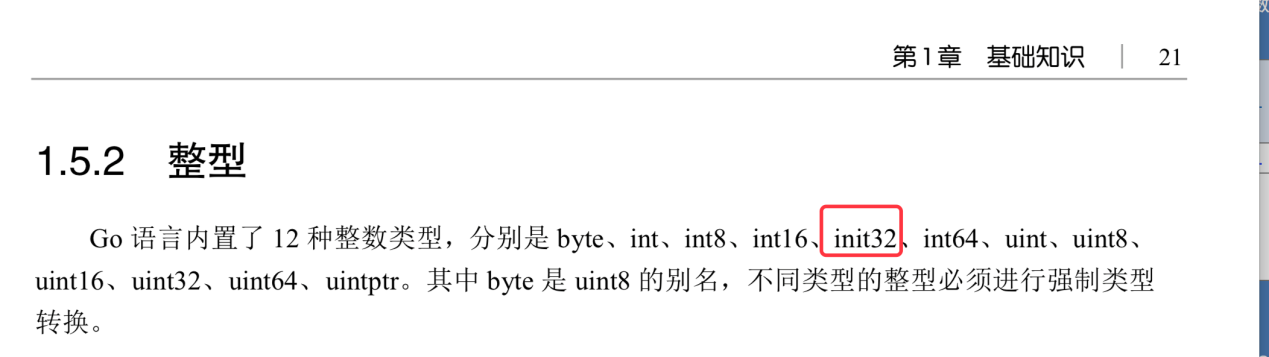 第1章 基础知识 | 21
1.5.2 整型
Go 语言内置了 12 种整数类型，分别是 byte、int、int8、int16、init32、int64、uint、uint8、
uint16、uint32、uint64、uintptr。其中 byte 是 uint8 的别名，不同类型的整型必须进行强制类型
转换。